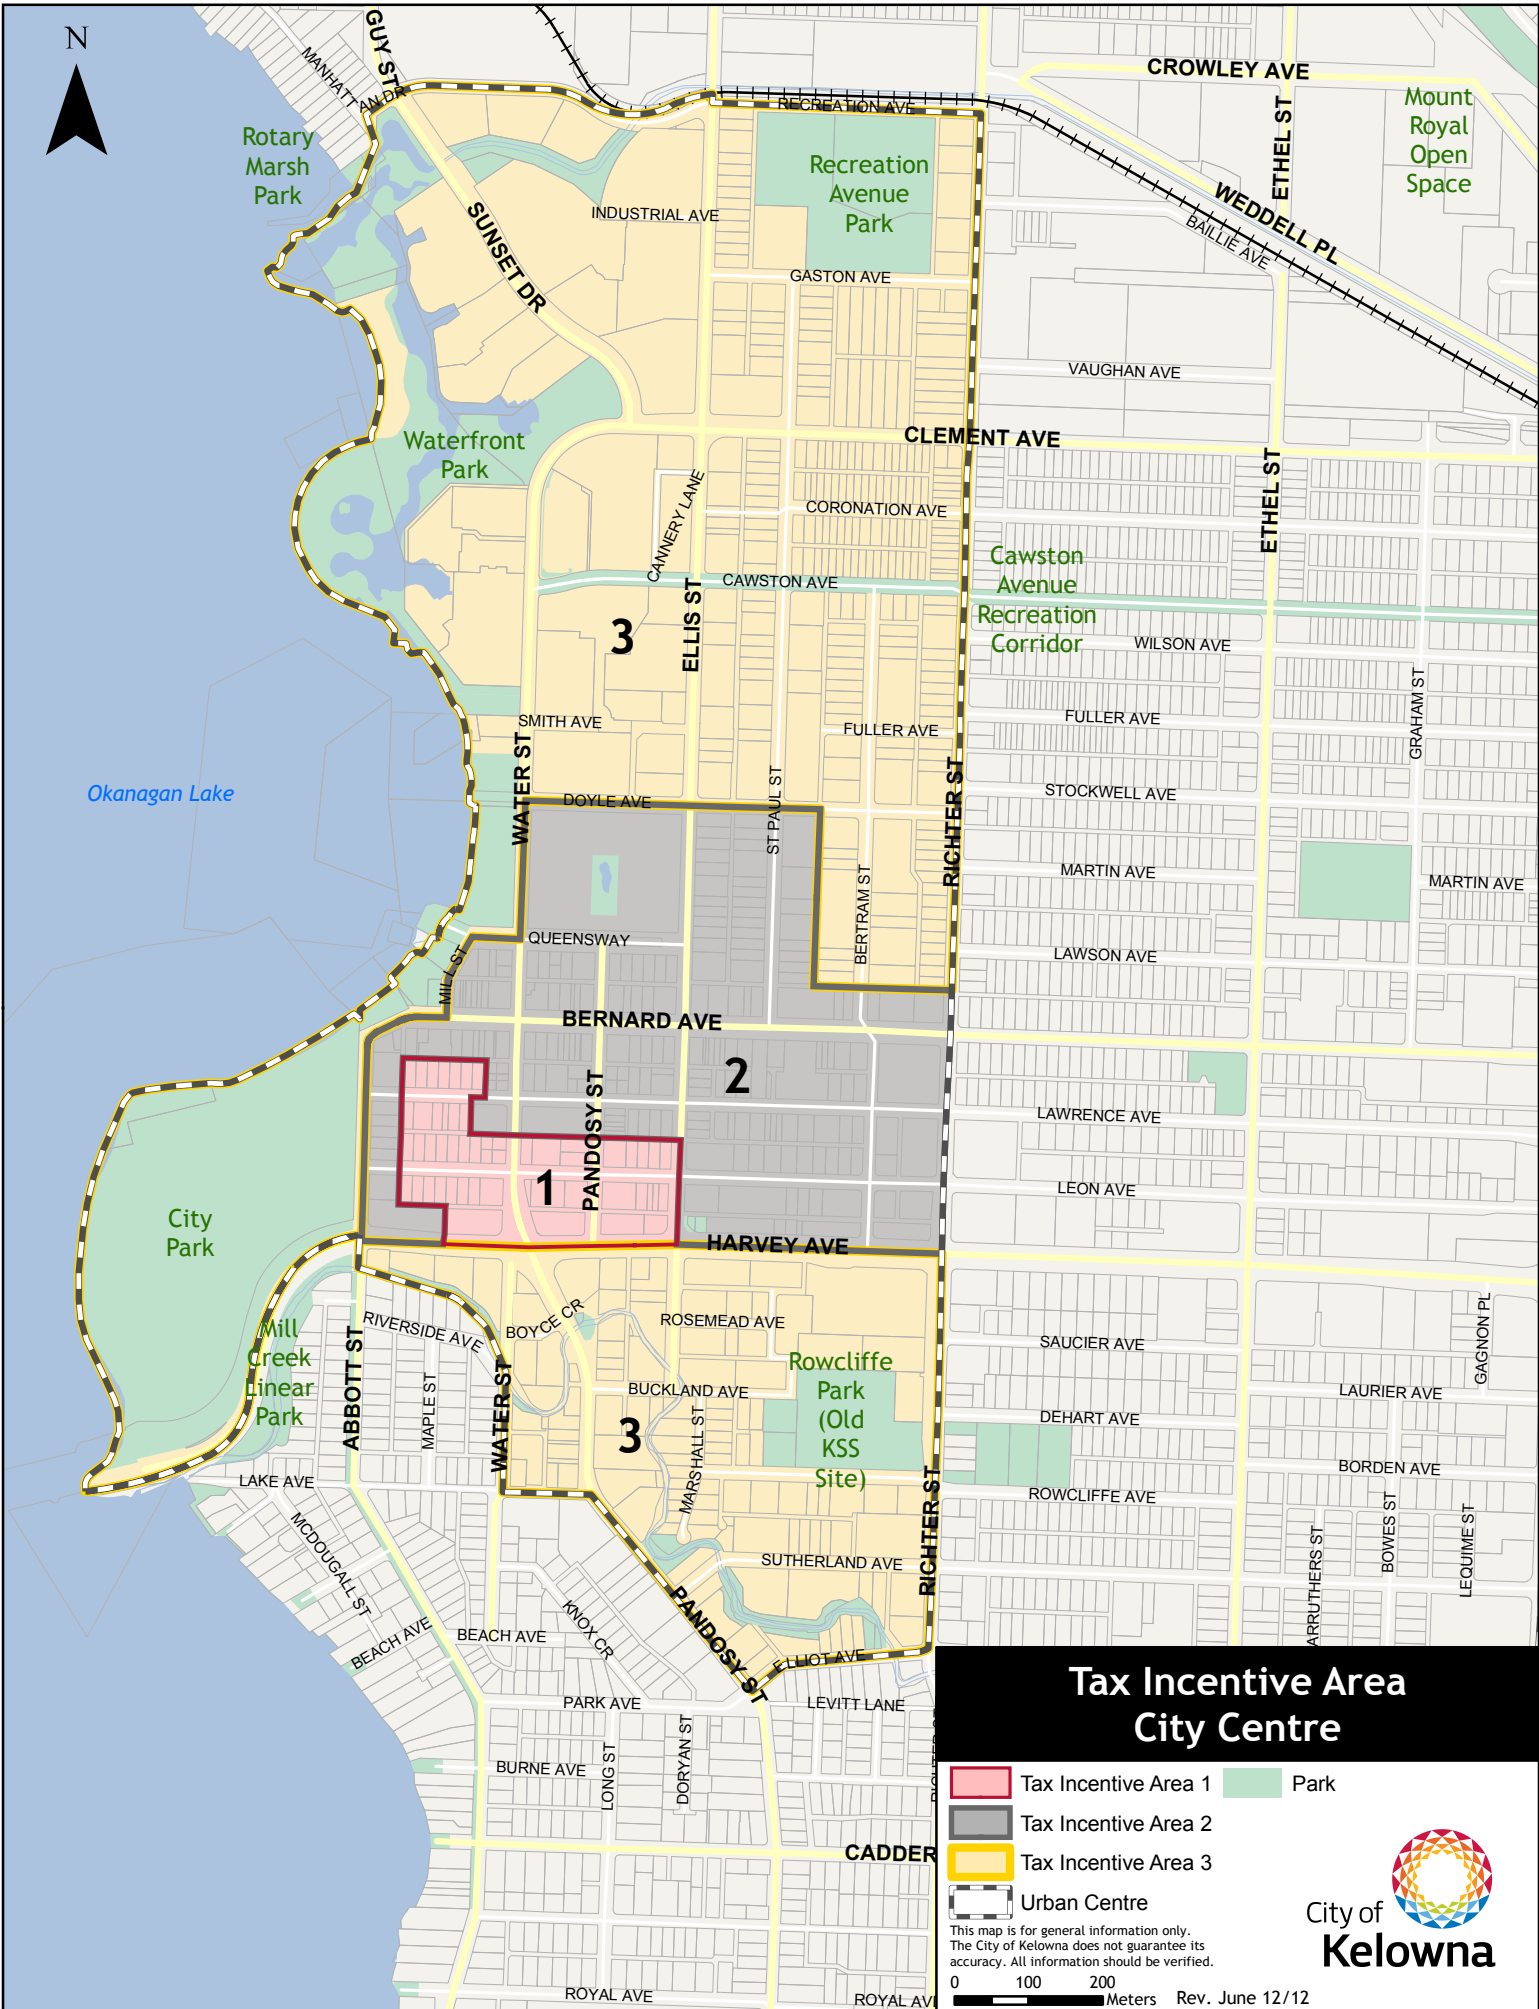 N
GUY ST
MANHATTAN DR
CROWLEY AVE
RECREATION AVE
ETHEL ST
Mount
Royal
Open
Space
Rotary
Marsh
Park
Recreation
Avenue
Park
INDUSTRIAL AVE
SUNSET DR
WEDDELL PL
BAILLIE AVE
GASTON AVE
VAUGHAN AVE
Waterfront
Park
CLEMENT AVE
ETHEL ST
CANNERY LANE
CORONATION AVE
Cawston
Avenue
Recreation
Corridor
CAWSTON AVE
3
ELLIS ST
WILSON AVE
GRAHAM ST
SMITH AVE
FULLER AVE
FULLER AVE
WATER ST
Okanagan Lake
DOYLE AVE
ST PAUL ST
RICHTER ST
STOCKWELL AVE
MARTIN AVE
MARTIN AVE
BERTRAM ST
QUEENSWAY
LAWSON AVE
MILL ST
BERNARD AVE
2
PANDOSY ST
LAWRENCE AVE
1
LEON AVE
City
Park
HARVEY AVE
BOYCE CR
ROSEMEAD AVE
RIVERSIDE AVE
Mill
Creek
Linear
Park
SAUCIER AVE
GAGNON PL
ABBOTT ST
MAPLE ST
WATER ST
Rowcliffe
Park
(Old
KSS
Site)
BUCKLAND AVE
LAURIER AVE
3
MARSHALL ST
DEHART AVE
LAKE AVE
BORDEN AVE
RICHTER ST
ROWCLIFFE AVE
MCDOUGALL ST
BOWES ST
LEQUIME ST
ARRUTHERS ST
SUTHERLAND AVE
KNOX CR
PANDOSY ST
BEACH AVE
BEACH AVE
ELLIOT AVE
PARK AVE
LEVITT LANE
BURNE AVE
LONG ST
DORYAN ST
CADDER
ROYAL AVE
ROYAL AV
Tax Incentive Area
City Centre
Tax Incentive Area 1
Park
Tax Incentive Area 2
Tax Incentive Area 3
Urban Centre
This map is for general information only.
The City of Kelowna does not guarantee its
accuracy. All information should be verified.
0 100 200
Meters
Rev. June 12/12
City of
Kelowna